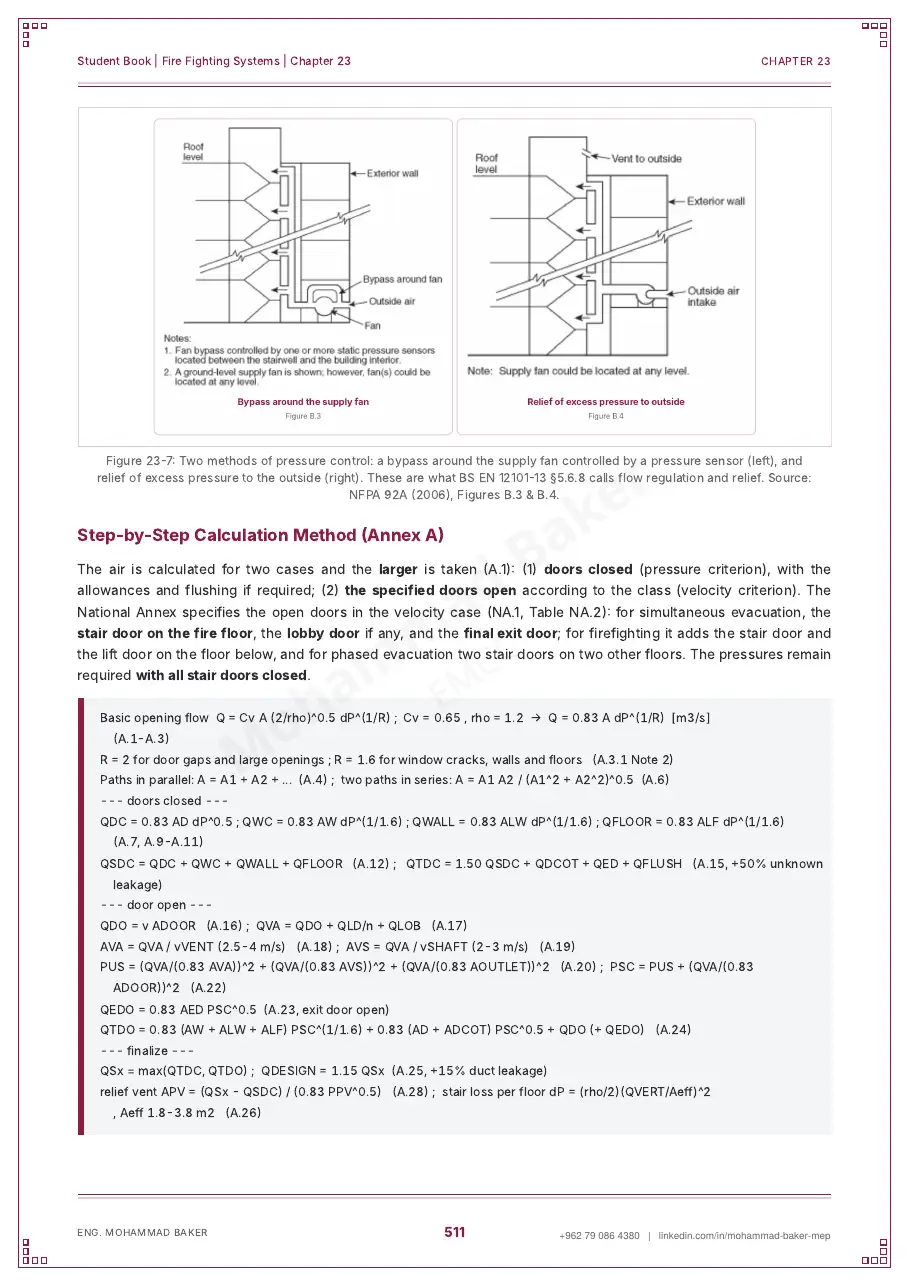 Student Book | Fire Fighting Systems | Chapter 23
CHAPTER 23
Roof
level
Exterior wall
Bypass around fan
Outside air
Fan
Notes:
1. Fan bypass controlled by one or more static pressure sensors
located between the stairwell and the building interior.
2. A ground-level supply fan is shown; however, fan(s) could be
located at any level.
Bypass around the supply fan
Figure B.3
Roof
level
Vent to outside
Exterior wall
Outside air
intake
Note: Supply fan could be located at any level.
Relief of excess pressure to outside
Figure B.4
Figure 23-7: Two methods of pressure control: a bypass around the supply fan controlled by a pressure sensor (left), and
relief of excess pressure to the outside (right). These are what BS EN 12101-13 §5.6.8 calls flow regulation and relief. Source:
NFPA 92A (2006), Figures B.3 & B.4.
Step-by-Step Calculation Method (Annex A)
The air is calculated for two cases and the larger is taken (A.1): (1) doors closed (pressure criterion), with the
allowances and flushing if required; (2) the specified doors open according to the class (velocity criterion). The
National Annex specifies the open doors in the velocity case (NA.1, Table NA.2): for simultaneous evacuation, the
stair door on the fire floor, the lobby door if any, and the final exit door; for firefighting it adds the stair door and
the lift door on the floor below, and for phased evacuation two stair doors on two other floors. The pressures remain
required with all stair doors closed.
Basic opening flow Q = Cv A (2/rho)^0.5 dP^(1/R) ; Cv = 0.65 , rho = 1.2 → Q = 0.83 A dP^(1/R) [m3/s]
(A.1-A.3)
R = 2 for door gaps and large openings ; R = 1.6 for window cracks, walls and floors (A.3.1 Note 2)
Paths in parallel: A = A1 + A2 + ... (A.4) ; two paths in series: A = A1 A2 / (A1^2 + A2^2)^0.5 (A.6)
--- doors closed ---
QDC = 0.83 AD dP^0.5 ; QWC = 0.83 AW dP^(1/1.6) ; QWALL = 0.83 ALW dP^(1/1.6) ; QFLOOR = 0.83 ALF dP^(1/1.6)
(A.7, A.9-A.11)
QSDC = QDC + QWC + QWALL + QFLOOR (A.12) ; QTDC = 1.50 QSDC + QDCOT + QED + QFLUSH (A.15, +50% unknown
leakage)
--- door open ---
QDO = v ADOOR (A.16) ; QVA = QDO + QLD/n + QLOB (A.17)
AVA = QVA / vVENT (2.5-4 m/s) (A.18) ; AVS = QVA / vSHAFT (2-3 m/s) (A.19)
PUS = (QVA/(0.83 AVA))^2 + (QVA/(0.83 AVS))^2 + (QVA/(0.83 AOUTLET))^2 (A.20) ; PSC = PUS + (QVA/(0.83
ADOOR))^2 (A.22)
QEDO = 0.83 AED PSC^0.5 (A.23, exit door open)
QTDO = 0.83 (AW + ALW + ALF) PSC^(1/1.6) + 0.83 (AD + ADCOT) PSC^0.5 + QDO (+ QEDO) (A.24)
--- finalize ---
QSx = max(QTDC, QTDO) ; QDESIGN = 1.15 QSx (A.25, +15% duct leakage)
relief vent APV = (QSx - QSDC) / (0.83 PPV^0.5) (A.28) ; stair loss per floor dP = (rho/2)(QVERT/Aeff)^2
, Aeff 1.8-3.8 m2 (A.26)
ENG. MOHAMMAD BAKER
511
+962 79 086 4380 | linkedin.com/in/mohammad-baker-mep